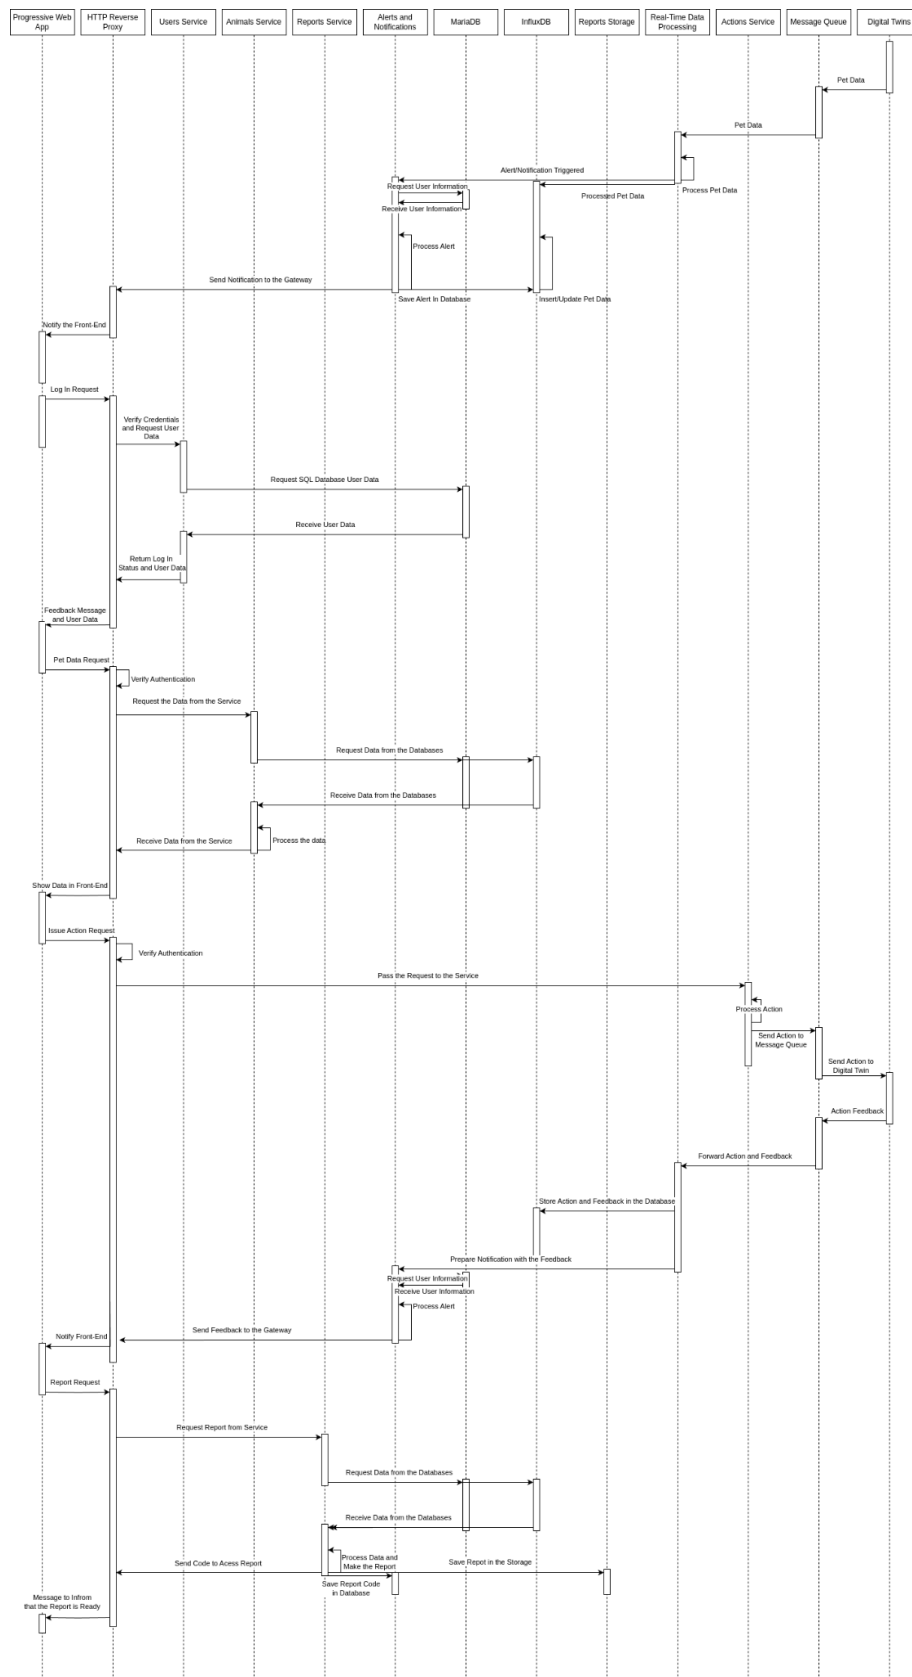 Progressive Web
App
HTTP Reverse
Proxy
Users Service
Animals Service
Reports Service
Alerts and
Notifications
MariaDB
InfluxDB
Reports Storage
Real-Time Data
Processing
Actions Service
Message Queue
Digital Twins
Pet Data
Pet Data
Alert/Notification Triggered
Request User Information
Process Pet Data
Processed Pet Data
Receive User Information
Process Alert
Send Notification to the Gateway
Save Alert In Database
Insert/Update Pet Data
Notify the Front-End
Log In Request
Verify Credentials
and Request User
Data
Request SQL Database User Data
Receive User Data
Return Log In
Status and User Data
Feedback Message
and User Data
Pet Data Request
Verify Authentication
Request the Data from the Service
Request Data from the Databases
Receive Data from the Databases
Process the data
Receive Data from the Service
Show Data in Front-End
Issue Action Request
Verify Authentication
Pass the Request to the Service
Process Action
Send Action to
Message Queue
Send Action to
Digital Twin
Action Feedback
Forward Action and Feedback
Store Action and Feedback in the Database
Prepare Notification with the Feedback
Request User Information
Receive User Information
Process Alert
Send Feedback to the Gateway
Notify Front-End
Report Request
Request Report from Service
Request Data from the Databases
Receive Data from the Databases
Process Data and
Make the Report
Send Code to Acess Report
Save Repot in the Storage
Save Report Code
in Database
Message to Infrom
that the Report is Ready